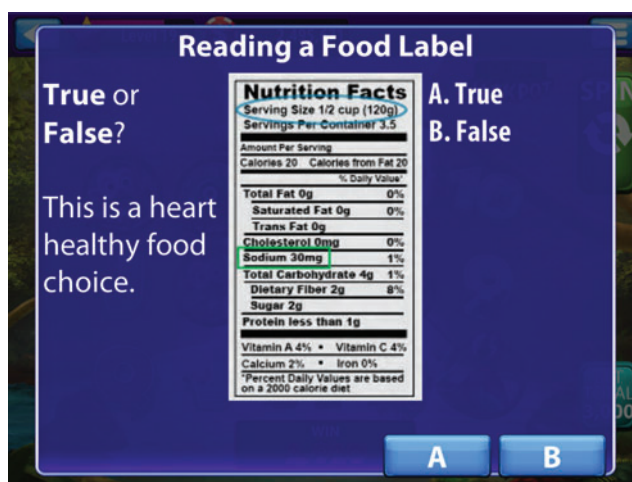 Reading a Food Label
True or
False?
This is a heart
healthy food
choice.
Nutrition Facts
Serving Size 1/2 cup (120g)
Servings Per Container 3.5
Amount Per Serving
Calories 20 Calories from Fat 20
% Daily Value*
Total Fat 0g 0%
Saturated Fat 0g 0%
Trans Fat 0g
Cholesterol 0mg 0%
Sodium 30mg 1%
Total Carbohydrate 4g 1%
Dietary Fiber 2g 8%
Sugar 2g
Protein less than 1g
Vitamin A 4% • Vitamin C 4%
Calcium 2% • Iron 0%
*Percent Daily Values are based
on a 2000 calorie diet
A. True
B. False
A B